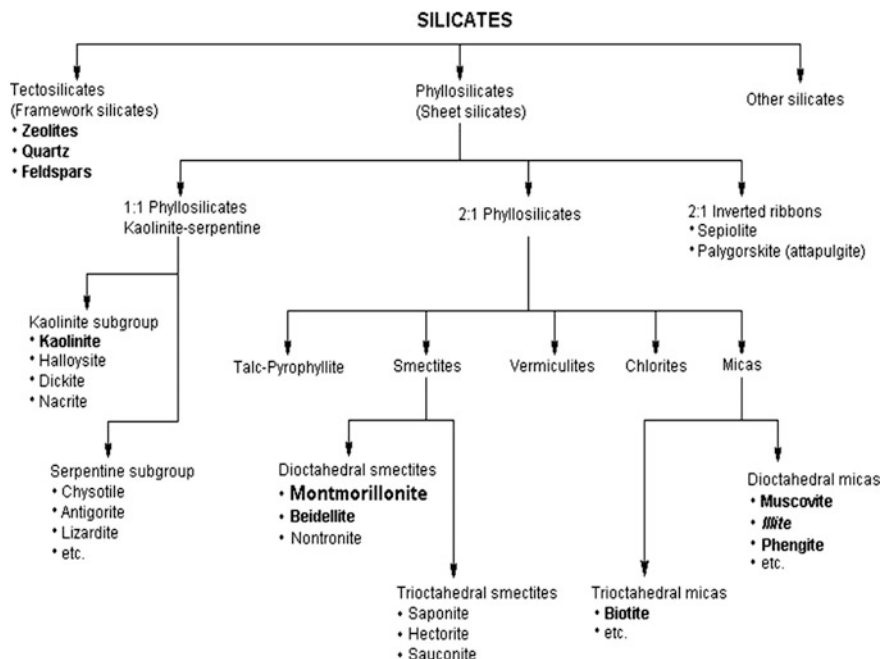 SILICATES
Tectosilicates
(Framework silicates)
• Zeolites
• Quartz
• Feldspars
Phyllosilicates
(Sheet silicates)
Other silicates
1:1 Phyllosilicates
Kaolinite-serpentine
2:1 Phyllosilicates
2:1 Inverted ribbons
• Sepiolite
• Palygorskite (attapulgite)
Kaolinite subgroup
• Kaolinite
• Halloysite
• Dickite
• Nacrite
Talc-Pyrophyllite
Smectites
Vermiculites
Chlorites
Micas
Serpentine subgroup
• Chysotile
• Antigorite
• Lizardite
• etc.
Dioctahedral smectites
• Montmorillonite
• Beidellite
• Nontronite
Dioctahedral micas
• Muscovite
• Illite
• Phengite
• etc.
Trioctahedral smectites
• Saponite
• Hectorite
• Sauconite
Trioctahedral micas
• Biotite
• etc.